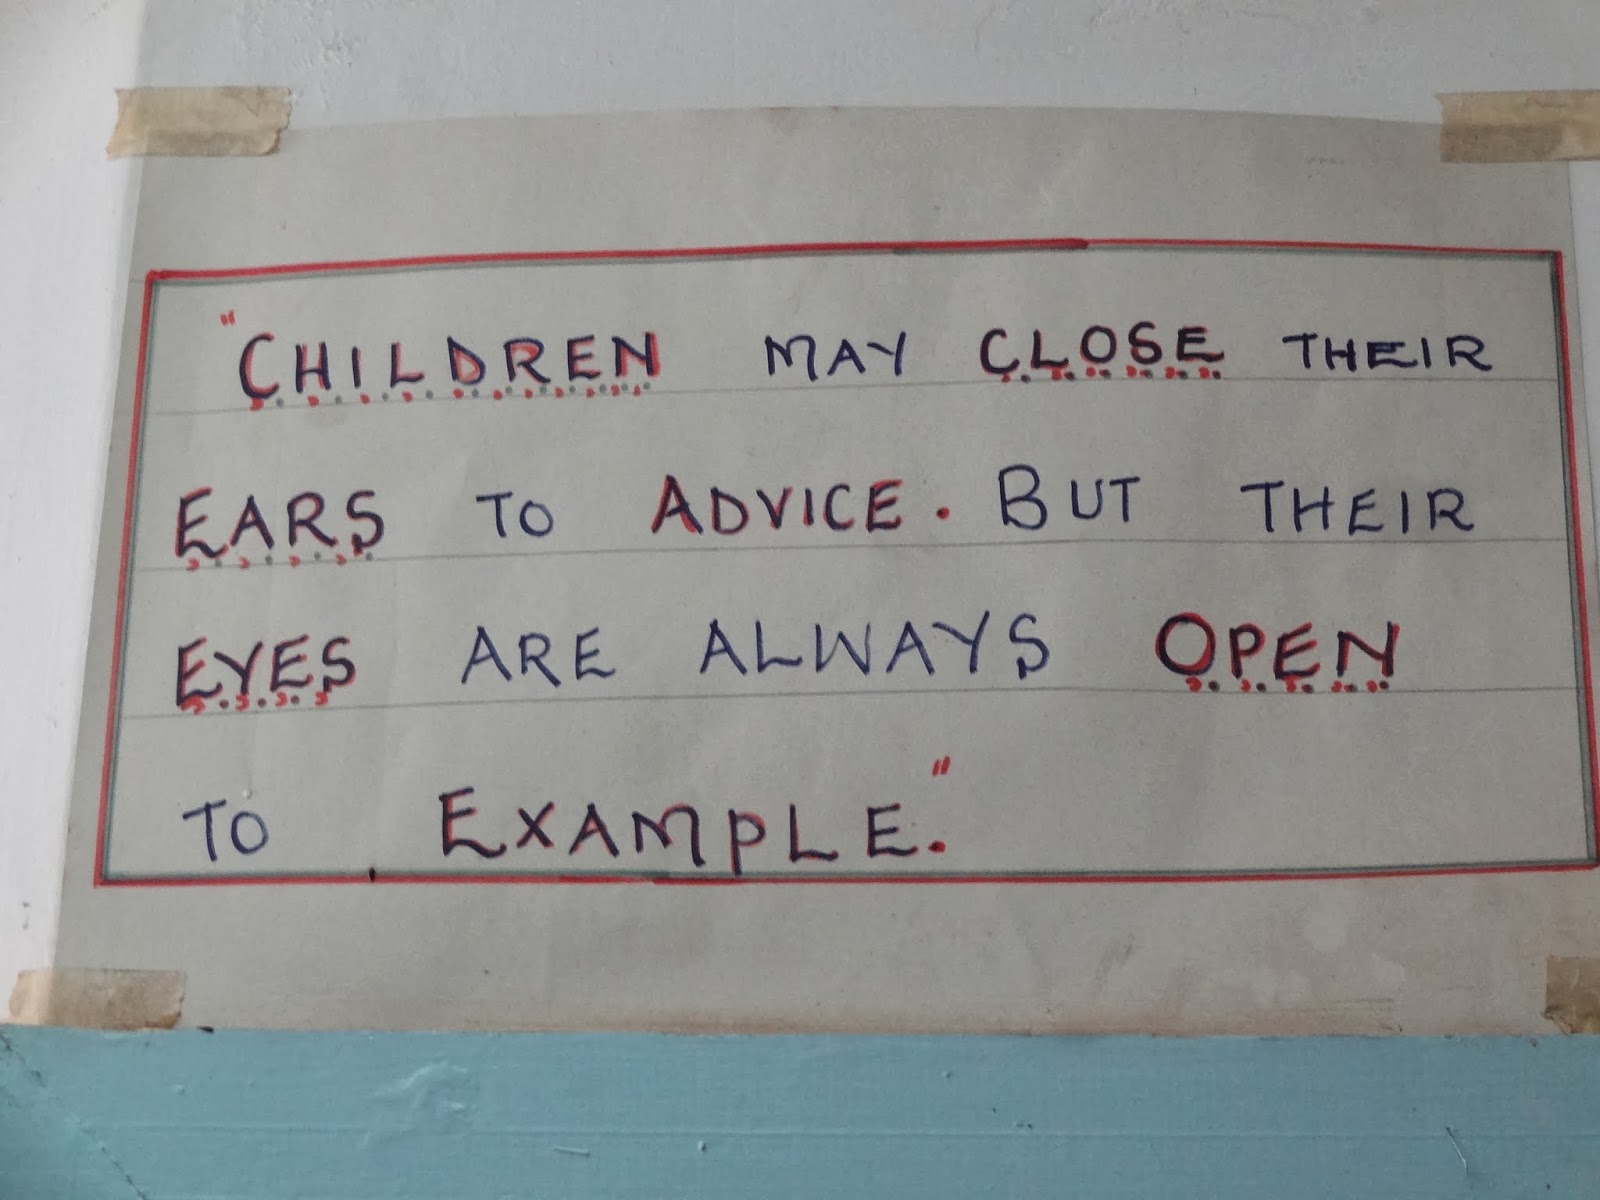 "CHILDREN MAY CLOSE THEIR
EARS TO ADVICE. BUT THEIR
EYES ARE ALWAYS OPEN
TO EXAMPLE."